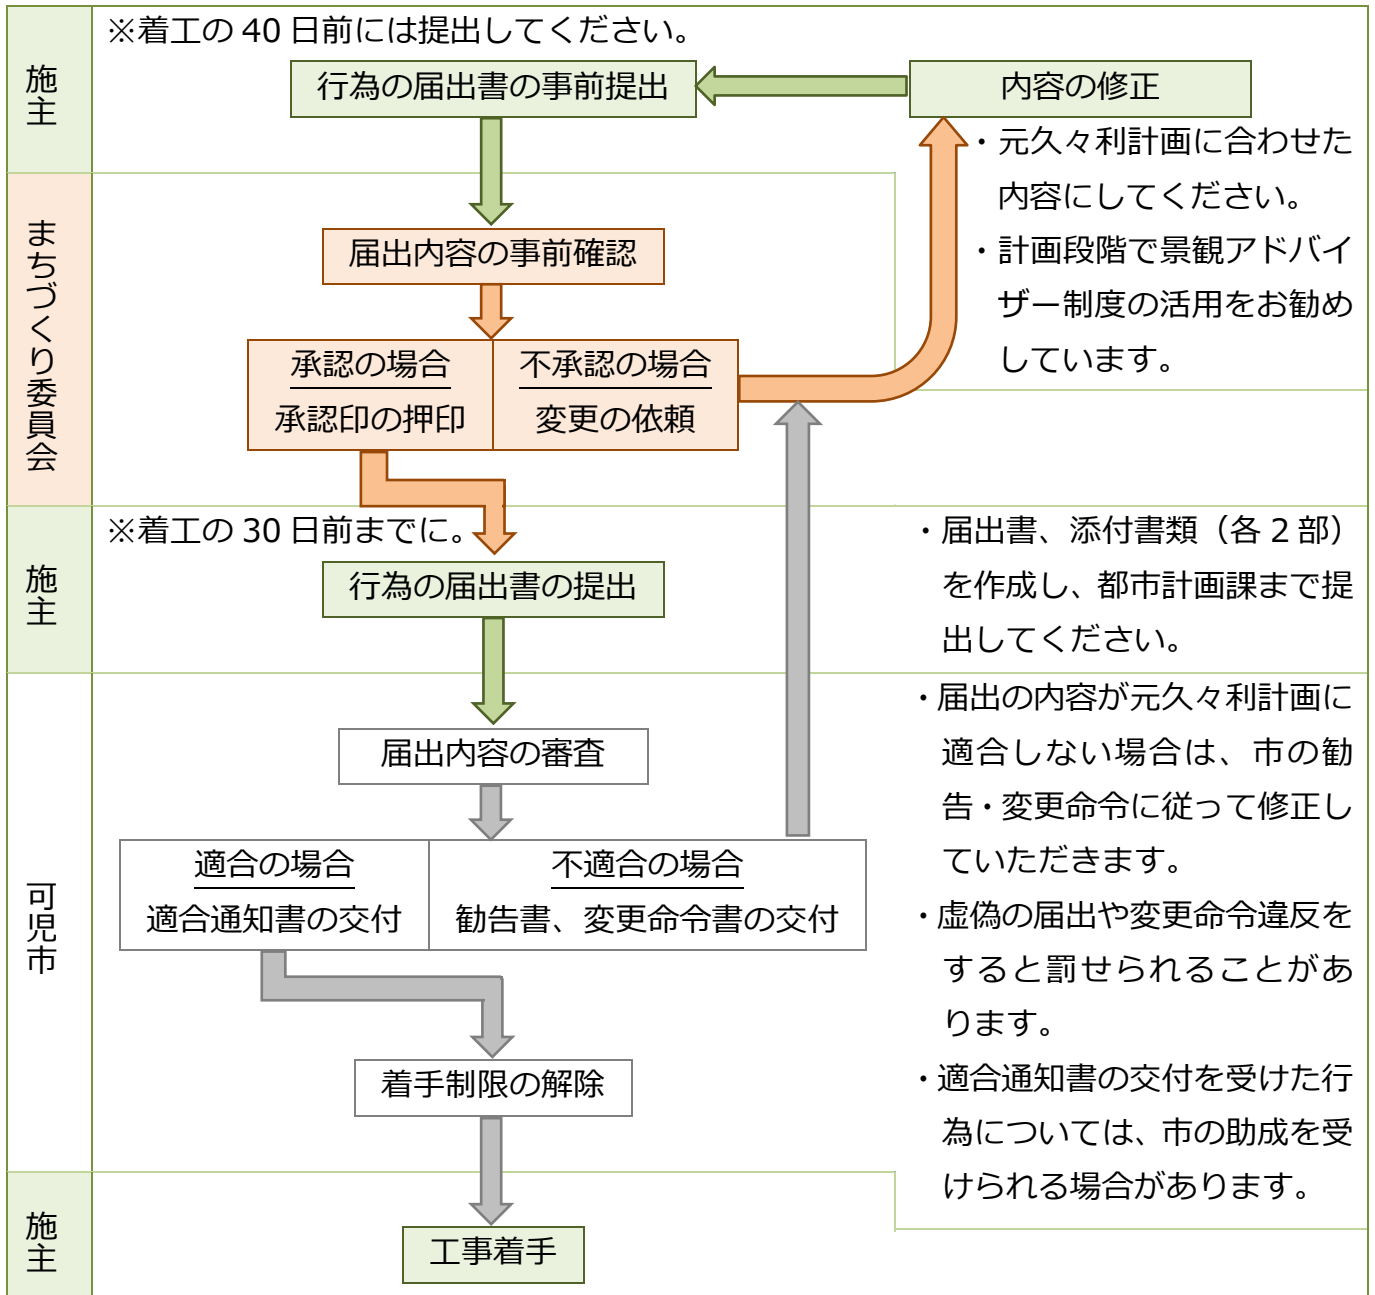 施主
※着工の 40 日前には提出してください。
行為の届出書の事前提出
内容の修正
・元久々利計画に合わせた
内容にしてください。
・計画段階で景観アドバイ
ザー制度の活用をお勧め
しています。
まちづくり委員会
届出内容の事前確認
承認の場合
承認印の押印
不承認の場合
変更の依頼
施主
※着工の 30 日前までに。
行為の届出書の提出
・届出書、添付書類（各 2 部）
を作成し、都市計画課まで提
出してください。
可児市
届出内容の審査
適合の場合
適合通知書の交付
不適合の場合
勧告書、変更命令書の交付
着手制限の解除
・届出の内容が元久々利計画に
適合しない場合は、市の勧
告・変更命令に従って修正し
ていただきます。
・虚偽の届出や変更命令違反を
すると罰せられることがあ
ります。
・適合通知書の交付を受けた行
為については、市の助成を受
けられる場合があります。
施主
工事着手